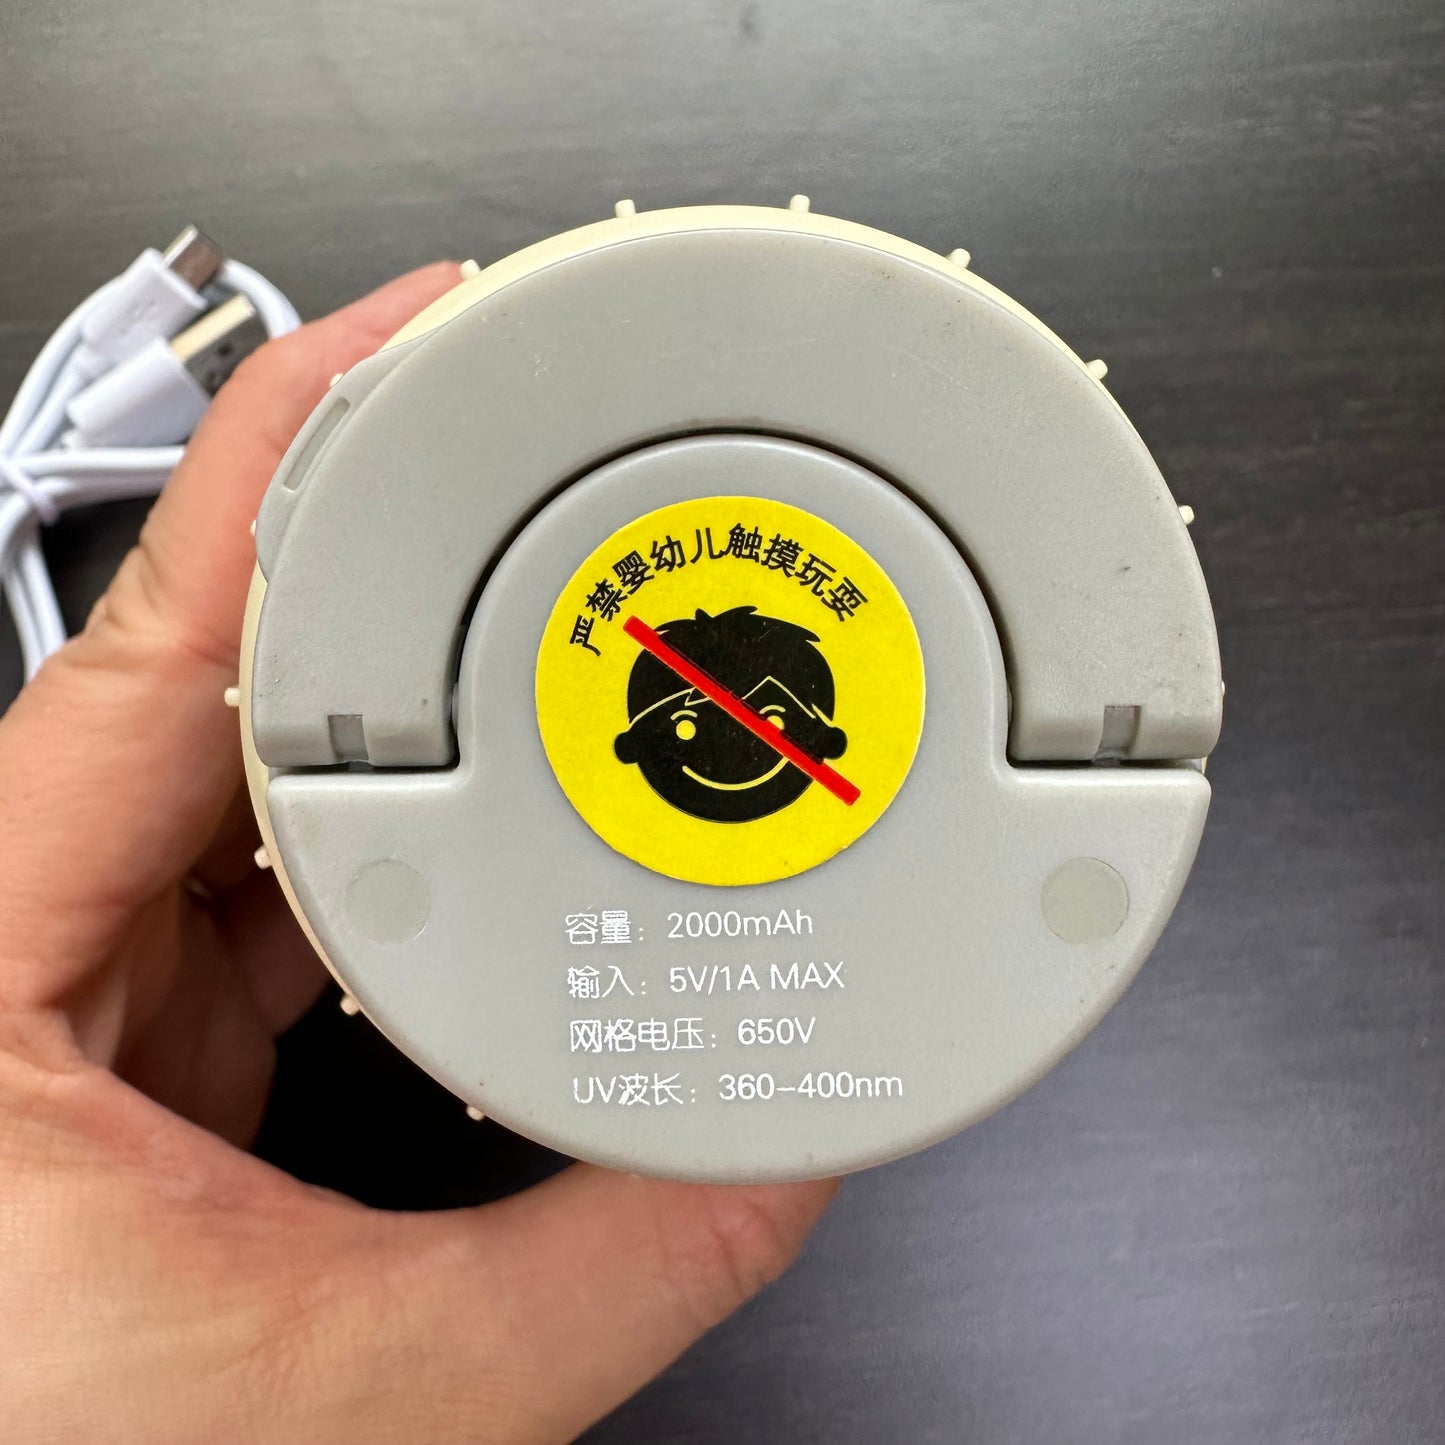 严禁婴幼儿触摸玩耍
容量：2000mAh
输入：5V/1A MAX
网格电压：650V
UV波长：360-400nm